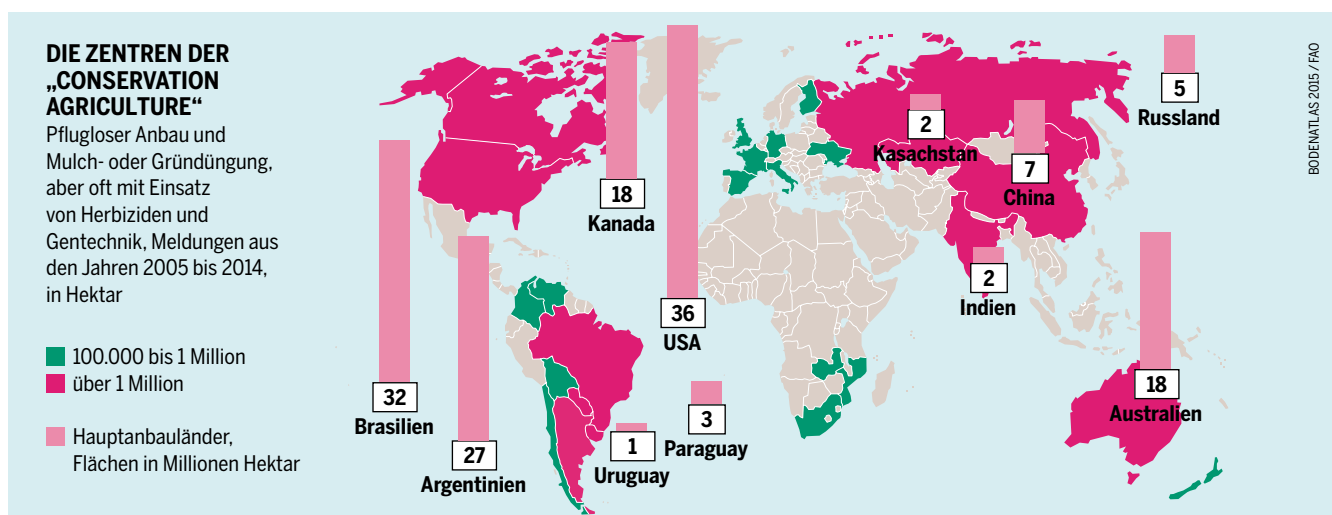 DIE ZENTREN DER
„CONSERVATION
AGRICULTURE“
Pflugloser Anbau und
Mulch- oder Gründüngung,
aber oft mit Einsatz
von Herbiziden und
Gentechnik, Meldungen aus
den Jahren 2005 bis 2014,
in Hektar
100.000 bis 1 Million
über 1 Million
Hauptanbauländer,
Flächen in Millionen Hektar
32
Brasilien
27
Argentinien
18
Kanada
1
Uruguay
36
USA
3
Paraguay
2
Kasachstan
7
China
2
Indien
5
Russland
18
Australien
BODENATLAS 2015 / FAO